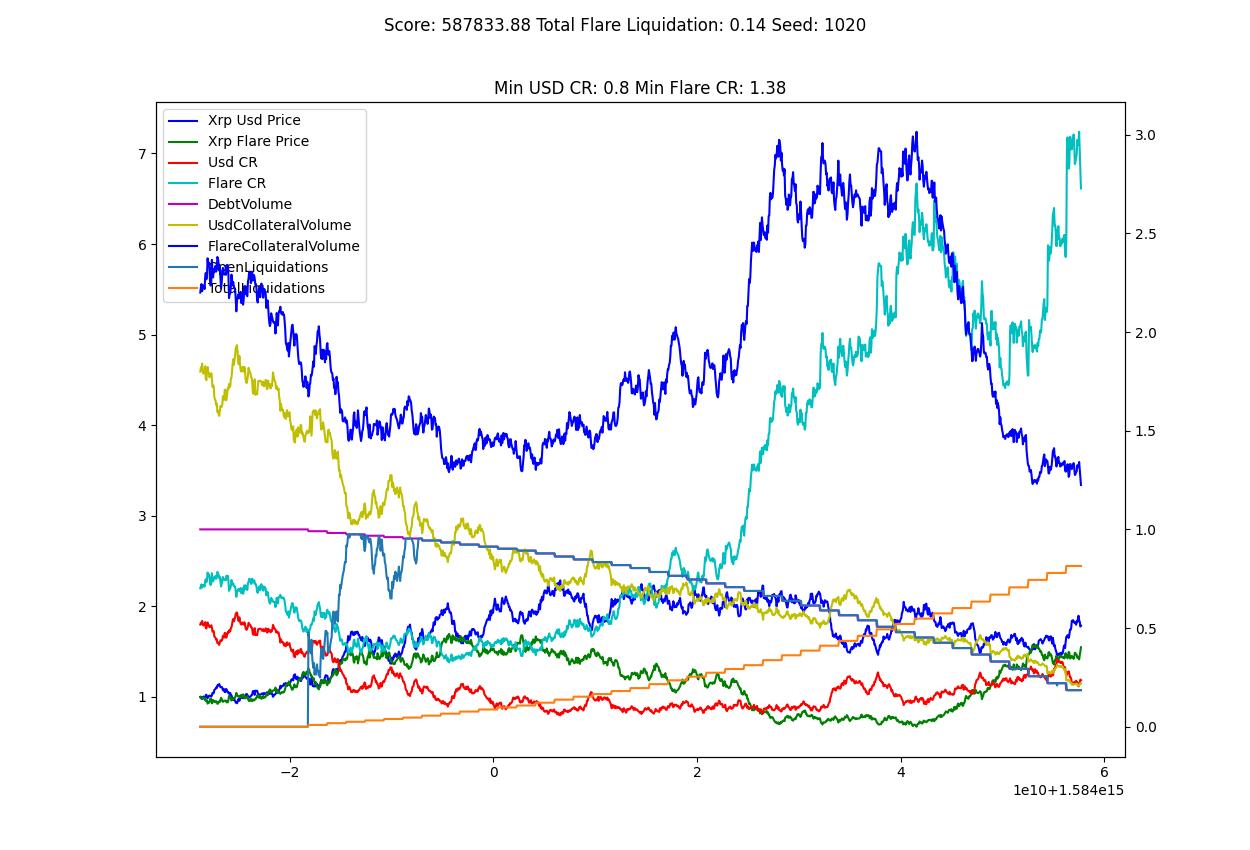 Score: 587833.88 Total Flare Liquidation: 0.14 Seed: 1020
Min USD CR: 0.8 Min Flare CR: 1.38
Xrp Usd Price
Xrp Flare Price
Usd CR
Flare CR
DebtVolume
UsdCollateralVolume
FlareCollateralVolume
OpenLiquidations
TotalLiquidations
7
6
5
4
3
2
1
3.0
2.5
2.0
1.5
1.0
0.5
0.0
−2
0
2
4
6
1e10+1.584e15